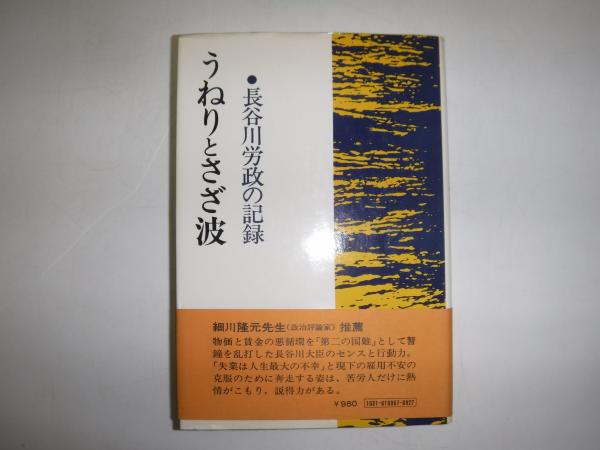 うねりとさざ波
●長谷川労政の記録
細川隆元先生(政治評論家)推薦
物価と賃金の悪循環を「第二の国難」として警
鐘を乱打した長谷川大臣のセンスと行動力。
「失業は人生最大の不幸」と現下の雇用不安の
克服のために奔走する姿は、苦労人だけに熱
情がこもり、説得力がある。
￥980